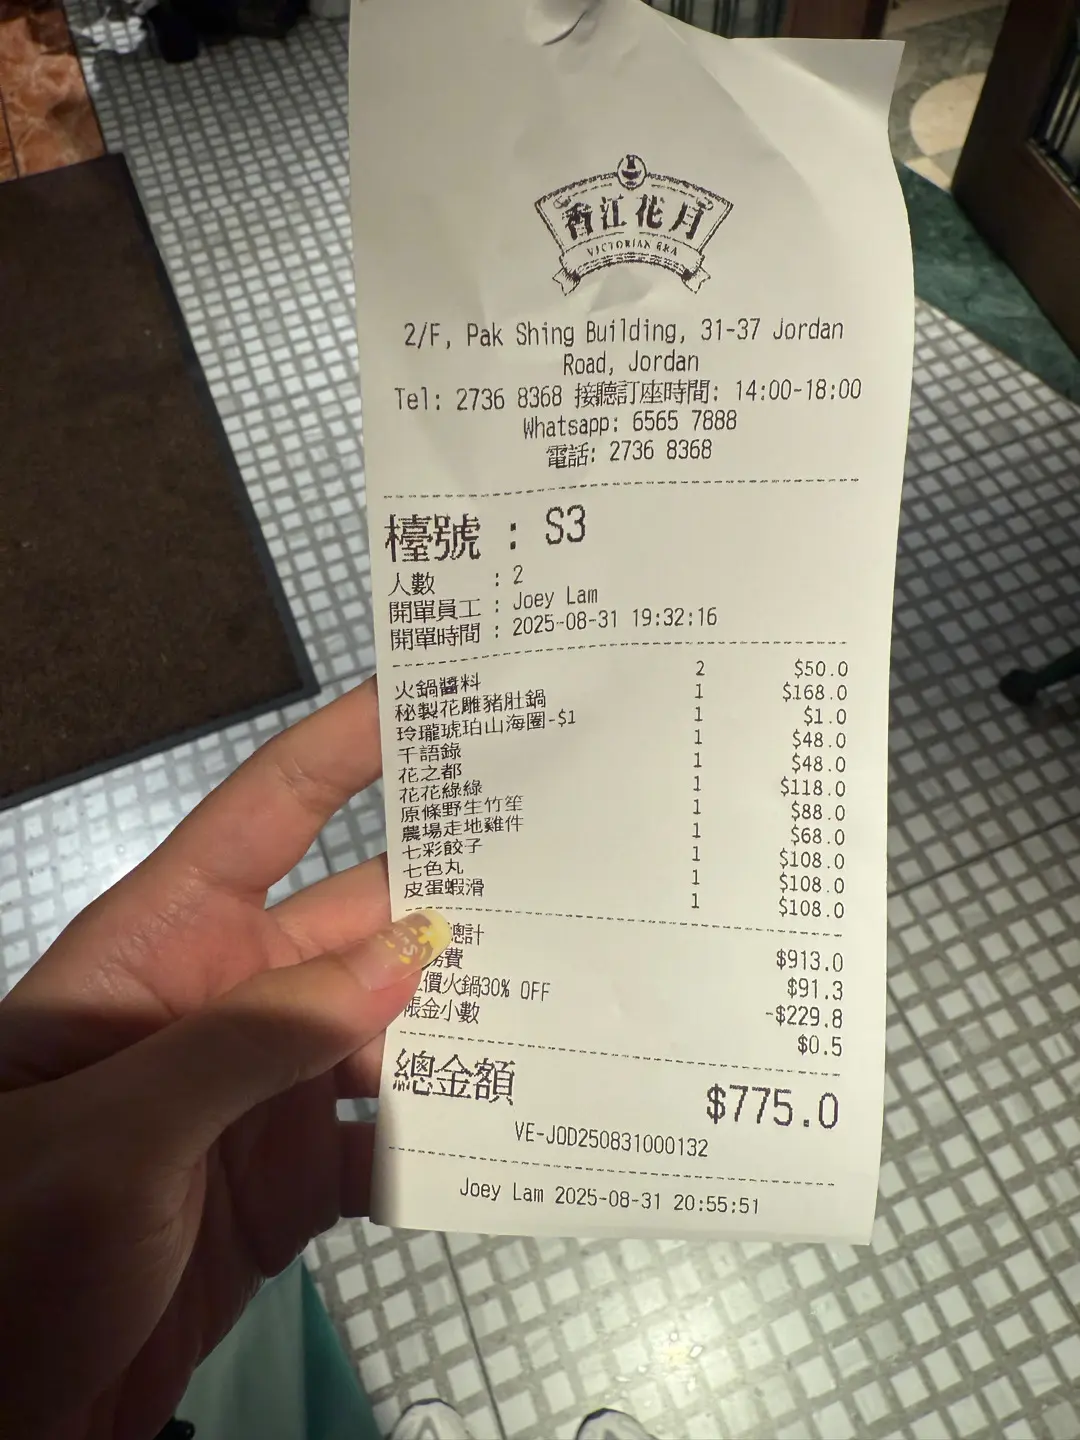 香江花月
VICTORIAN ERA
2/F, Pak Shing Building, 31-37 Jordan
Road, Jordan
Tel: 2736 8368 接聽訂座時間: 14:00-18:00
Whatsapp: 6565 7888
電話: 2736 8368
檯號 : S3
人數 : 2
開單員工 : Joey Lam
開單時間 : 2025-08-31 19:32:16
火鍋醬料 2 $50.0
秘製花雕豬肚鍋 1 $168.0
玲瓏琥珀山海圈-$1 1 $1.0
千語錄 1 $48.0
花之都 1 $48.0
花花綠綠 1 $118.0
原條野生竹笙 1 $88.0
農場走地雞件 1 $68.0
七彩餃子 1 $108.0
七色丸 1 $108.0
皮蛋蝦滑 1 $108.0
總計 $913.0
費 $91.3
價火鍋30% OFF -$229.8
賬金小數 $0.5
總金額 $775.0
VE-JOD250831000132
Joey Lam 2025-08-31 20:55:51